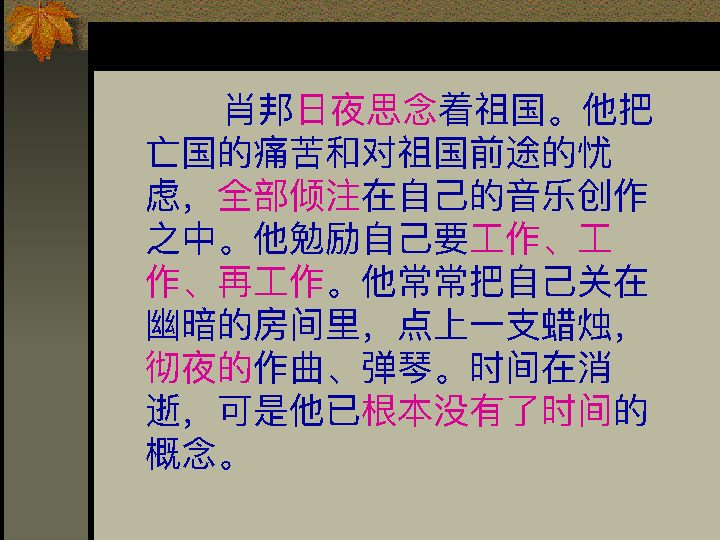 肖邦日夜思念着祖国。他把
亡国的痛苦和对祖国前途的忧
虑，全部倾注在自己的音乐创作
之中。他勉励自己要工作、工
作、再工作。他常常把自己关在
幽暗的房间里，点上一支蜡烛，
彻夜的作曲、弹琴。时间在消
逝，可是他已根本没有了时间的
概念。